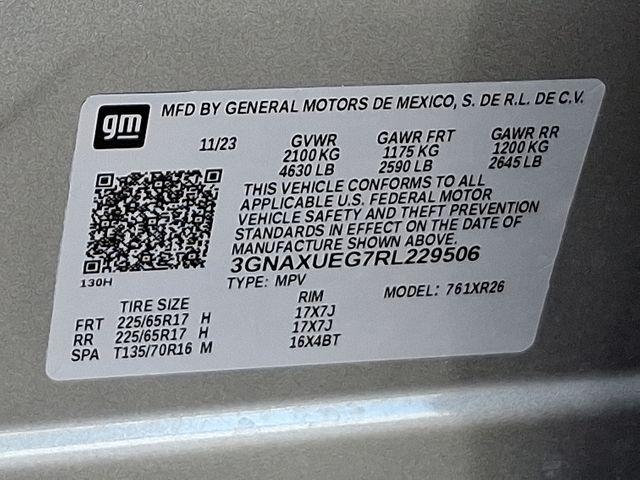 gm
MFD BY GENERAL MOTORS DE MEXICO, S. DE R.L. DE C.V.
11/23 GVWR GAWR FRT GAWR RR
2100 KG 1175 KG 1200 KG
4630 LB 2590 LB 2645 LB
THIS VEHICLE CONFORMS TO ALL
APPLICABLE U.S. FEDERAL MOTOR
VEHICLE SAFETY AND THEFT PREVENTION
STANDARDS IN EFFECT ON THE DATE OF
MANUFACTURE SHOWN ABOVE.
3GNAXUEG7RL229506
130H
TYPE: MPV MODEL: 761XR26
TIRE SIZE RIM
FRT 225/65R17 H 17X7J
RR 225/65R17 H 17X7J
SPA T135/70R16 M 16X4BT